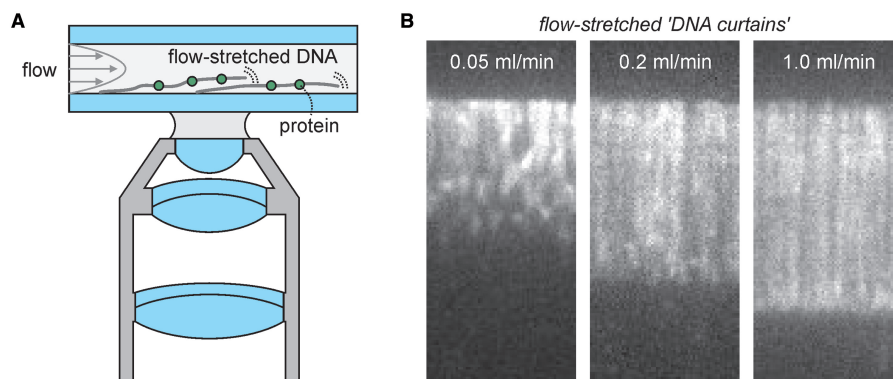 A
flow
flow-stretched DNA
protein
B
flow-stretched 'DNA curtains'
0.05 ml/min
0.2 ml/min
1.0 ml/min